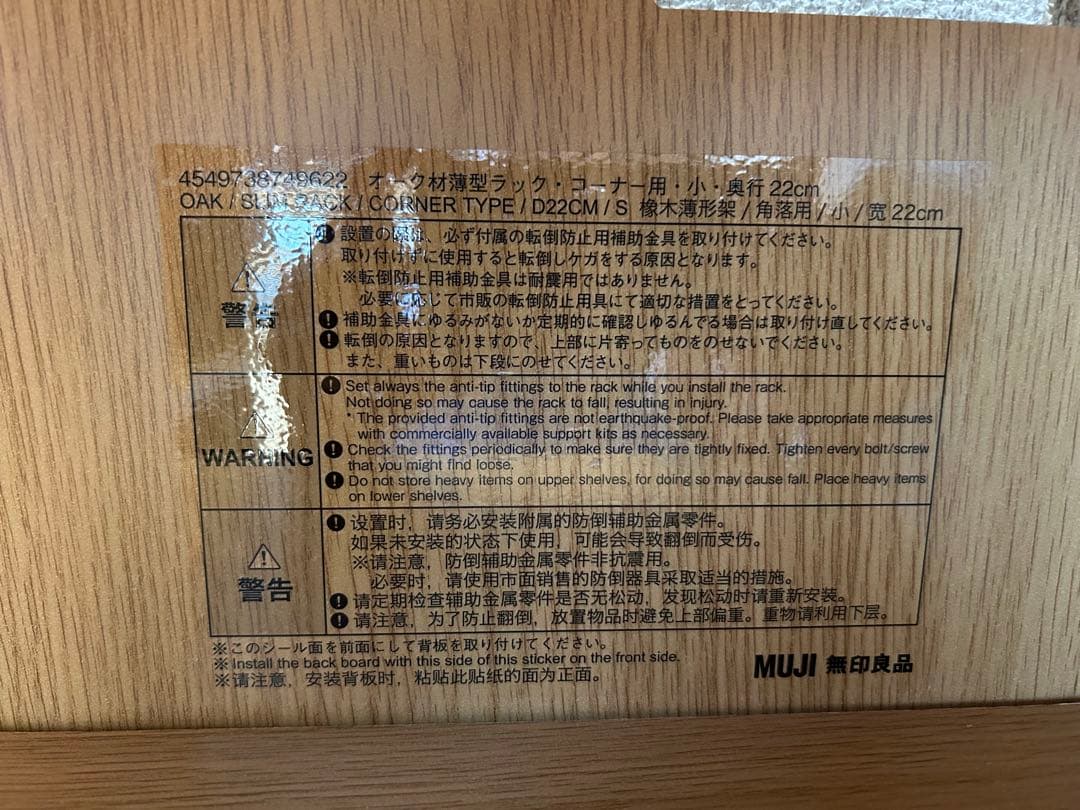 4549738749622 オーク材薄型ラック・コーナー用・小・奥行22cm
OAK / SLIM RACK / CORNER TYPE / D22CM / S 橡木薄形架 / 角落用 / 小 / 宽22cm
警告
❗設置の際は、必ず付属の転倒防止用補助金具を取り付けてください。
取り付けずに使用すると転倒しケガをする原因となります。
※転倒防止用補助金具は耐震用ではありません。
必要に応じて市販の転倒防止用具にて適切な措置をとってください。
❗補助金具にゆるみがないか定期的に確認しゆるんでる場合は取り付け直してください。
❗転倒の原因となりますので、上部に片寄ってものをのせないでください。
また、重いものは下段にのせてください。
WARNING
❗Set always the anti-tip fittings to the rack while you install the rack.
Not doing so may cause the rack to fall, resulting in injury.
* The provided anti-tip fittings are not earthquake-proof. Please take appropriate measures
with commercially available support kits as necessary.
❗Check the fittings periodically to make sure they are tightly fixed. Tighten every bolt/screw
that you might find loose.
❗Do not store heavy items on upper shelves, for doing so may cause fall. Place heavy items
on lower shelves.
警告
❗设置时，请务必安装附属的防倒辅助金属零件。
如果未安装的状态下使用，可能会导致翻倒而受伤。
※请注意，防倒辅助金属零件非抗震用。
必要时，请使用市面销售的防倒器具采取适当的措施。
❗请定期检查辅助金属零件是否无松动，发现松动时请重新安装。
❗请注意，为了防止翻倒，放置物品时避免上部偏重。重物请利用下层。
※このシール面を前面にして背板を取り付けてください。
※Install the back board with this side of this sticker on the front side.
※请注意，安装背板时，粘贴此贴纸的面为正面。
MUJI 無印良品